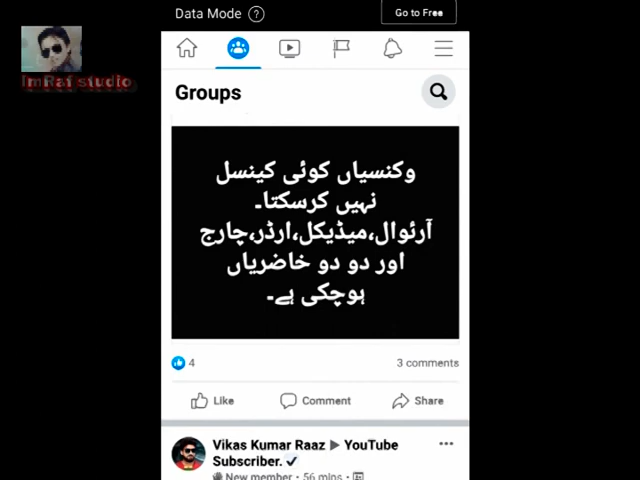 Data Mode ? Go to Free
ImRaf studio
Groups
وکنسیاں کوئی کینسل
نہیں کرسکتا۔
آرئوال،میڈیکل،ارڈر،چارج
اور دو دو خاضریاں
ہوچکی ہے۔
4 3 comments
Like Comment Share
Vikas Kumar Raaz ▶ YouTube
Subscriber. ✔
New member · 56 mins ·